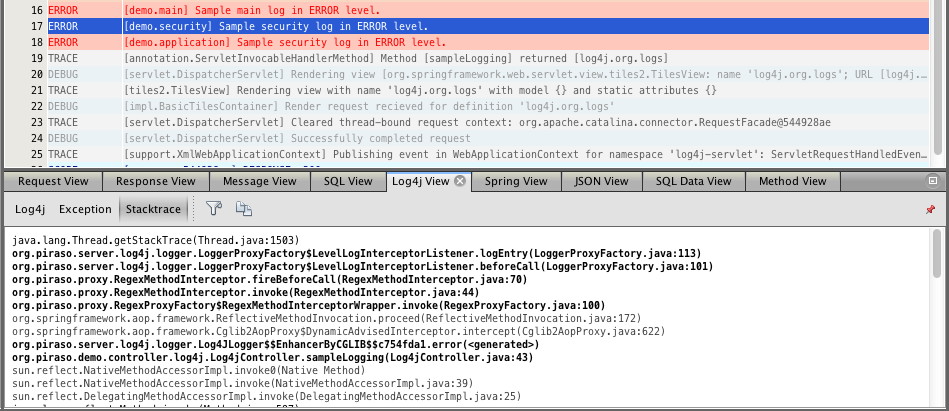 16 ERROR [demo.main] Sample main log in ERROR level.
17 ERROR [demo.security] Sample security log in ERROR level.
18 ERROR [demo.application] Sample security log in ERROR level.
19 TRACE [annotation.ServletInvocableHandlerMethod] Method [sampleLogging] returned [log4j.org.logs]
20 DEBUG [servlet.DispatcherServlet] Rendering view [org.springframework.web.servlet.view.tiles2.TilesView: name 'log4j.org.logs'; URL [log4j...
21 TRACE [tiles2.TilesView] Rendering view with name 'log4j.org.logs' with model {} and static attributes {}
22 DEBUG [impl.BasicTilesContainer] Render request recieved for definition 'log4j.org.logs'
23 TRACE [servlet.DispatcherServlet] Cleared thread-bound request context: org.apache.catalina.connector.RequestFacade@544928ae
24 DEBUG [servlet.DispatcherServlet] Successfully completed request
25 TRACE [support.XmlWebApplicationContext] Publishing event in WebApplicationContext for namespace 'log4j-servlet': ServletRequestHandledEven...
Request View Response View Message View SQL View Log4j View Spring View JSON View SQL Data View Method View
Log4j Exception Stacktrace
java.lang.Thread.getStackTrace(Thread.java:1503)
org.piraso.server.log4j.logger.LoggerProxyFactory$LevelLogInterceptorListener.logEntry(LoggerProxyFactory.java:113)
org.piraso.server.log4j.logger.LoggerProxyFactory$LevelLogInterceptorListener.beforeCall(LoggerProxyFactory.java:101)
org.piraso.proxy.RegexMethodInterceptor.fireBeforeCall(RegexMethodInterceptor.java:70)
org.piraso.proxy.RegexMethodInterceptor.invoke(RegexMethodInterceptor.java:44)
org.piraso.proxy.RegexProxyFactory$RegexMethodInterceptorWrapper.invoke(RegexProxyFactory.java:100)
org.springframework.aop.framework.ReflectiveMethodInvocation.proceed(ReflectiveMethodInvocation.java:172)
org.springframework.aop.framework.Cglib2AopProxy$DynamicAdvisedInterceptor.intercept(Cglib2AopProxy.java:622)
org.piraso.server.log4j.logger.Log4JLogger$$EnhancerByCGLIB$$c754fda1.error(<generated>)
org.piraso.demo.controller.log4j.Log4jController.sampleLogging(Log4jController.java:43)
sun.reflect.NativeMethodAccessorImpl.invoke0(Native Method)
sun.reflect.NativeMethodAccessorImpl.invoke(NativeMethodAccessorImpl.java:39)
sun.reflect.DelegatingMethodAccessorImpl.invoke(DelegatingMethodAccessorImpl.java:25)